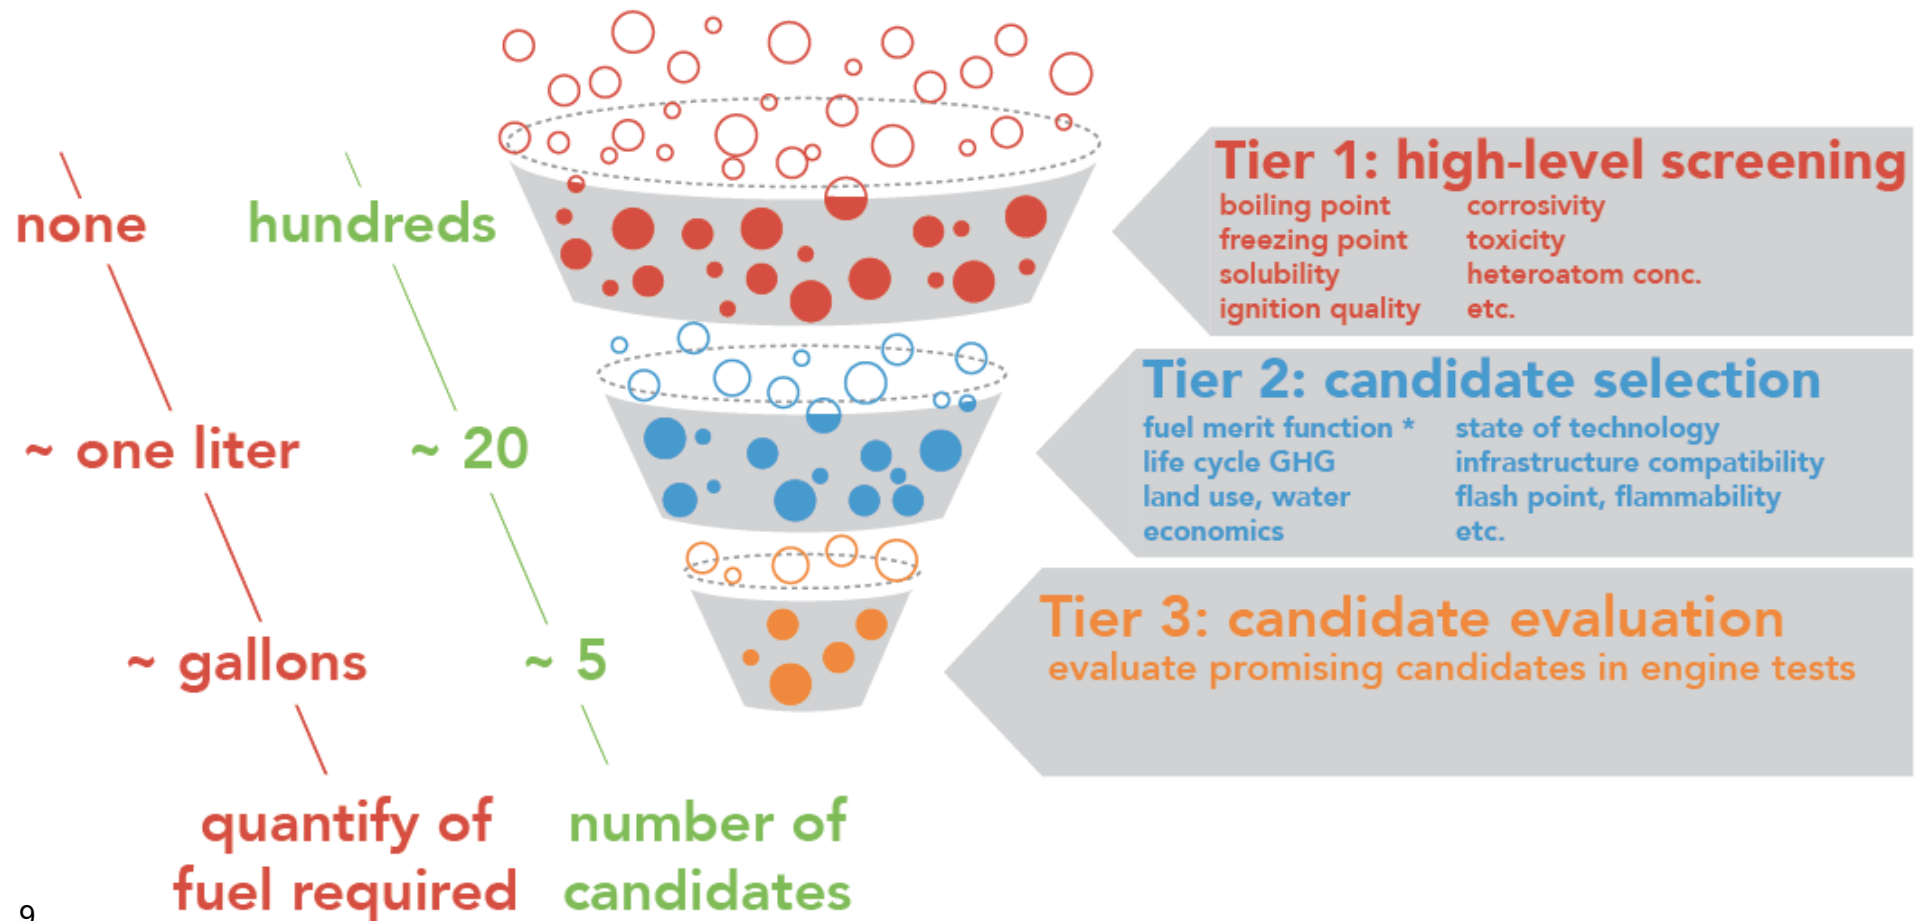 none
hundreds
~ one liter
~ 20
~ gallons
~ 5
quantify of
fuel required
number of
candidates
Tier 1: high-level screening
boiling point
freezing point
solubility
ignition quality
corrosivity
toxicity
heteroatom conc.
etc.
Tier 2: candidate selection
fuel merit function *
life cycle GHG
land use, water
economics
state of technology
infrastructure compatibility
flash point, flammability
etc.
Tier 3: candidate evaluation
evaluate promising candidates in engine tests
9